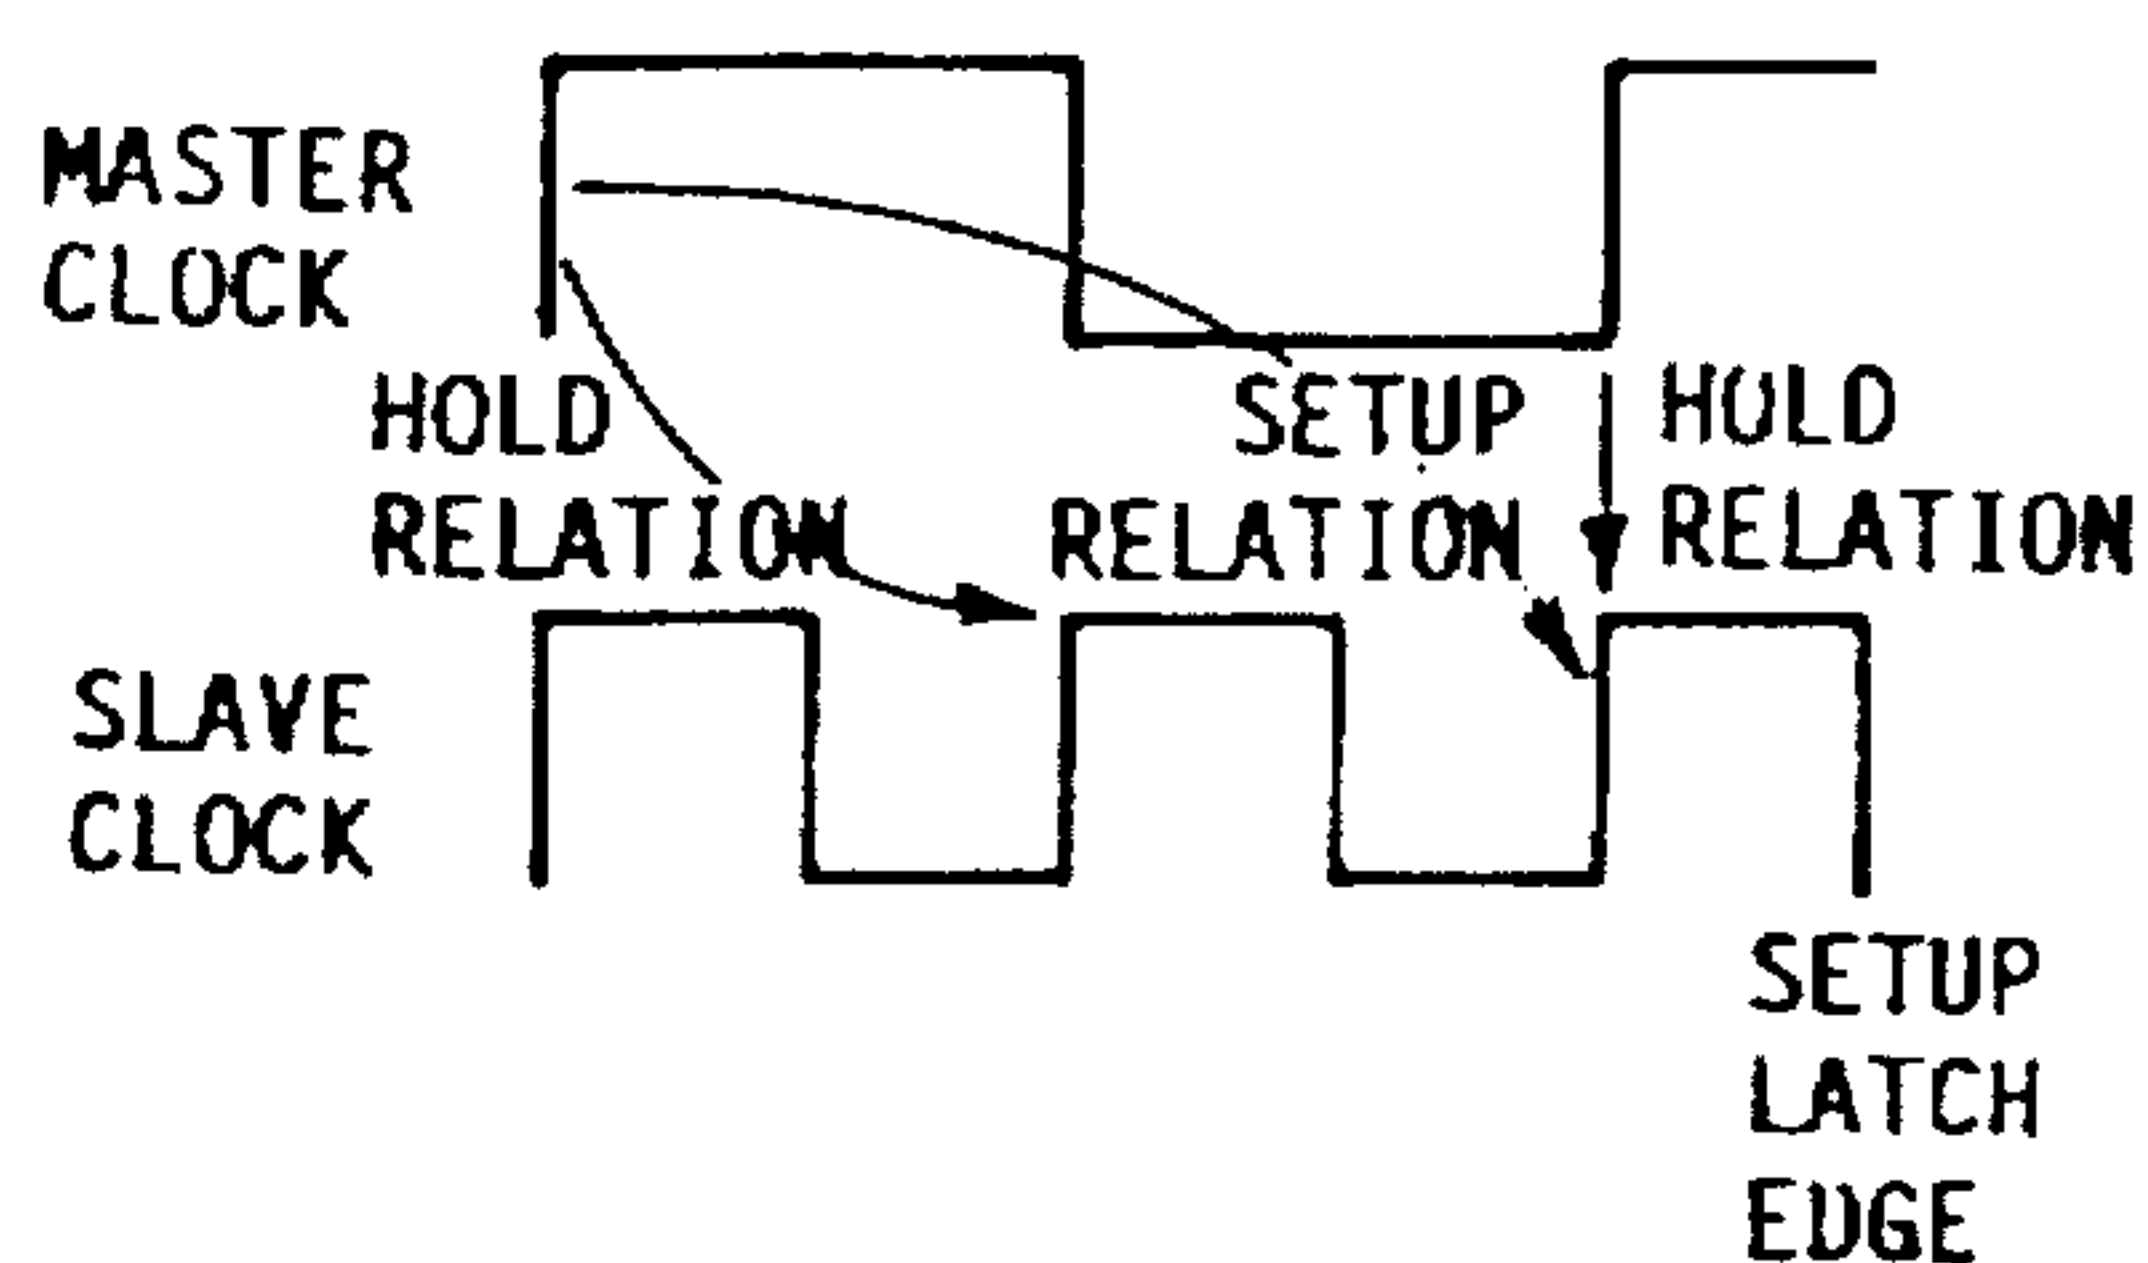 MASTER
CLOCK
HOLD
RELATION
SETUP
RELATION
HOLD
RELATION
SLAVE
CLOCK
SETUP
LATCH
EDGE